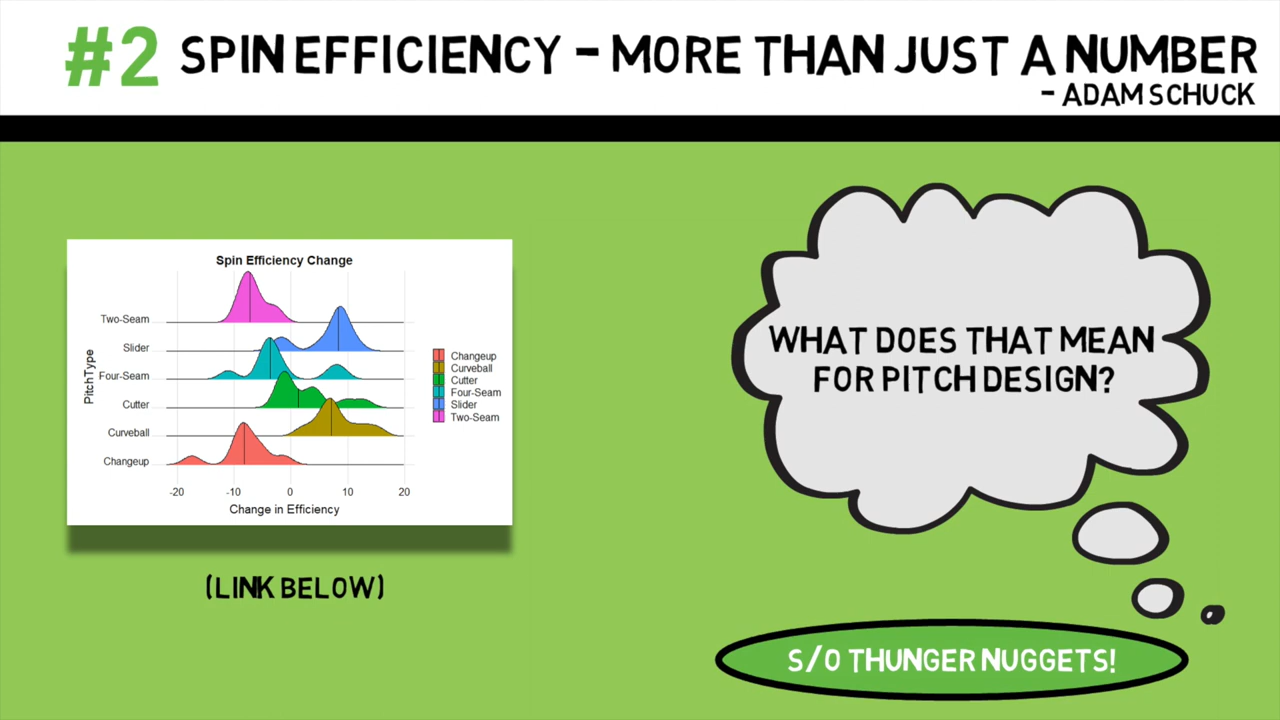 #2 SPIN EFFICIENCY - MORE THAN JUST A NUMBER
- ADAM SCHUCK
Spin Efficiency Change
PitchType
Two-Seam
Slider
Four-Seam
Cutter
Curveball
Changeup
-20 -10 0 10 20
Change in Efficiency
Changeup
Curveball
Cutter
Four-Seam
Slider
Two-Seam
(LINK BELOW)
WHAT DOES THAT MEAN
FOR PITCH DESIGN?
S/O THUNGER NUGGETS!